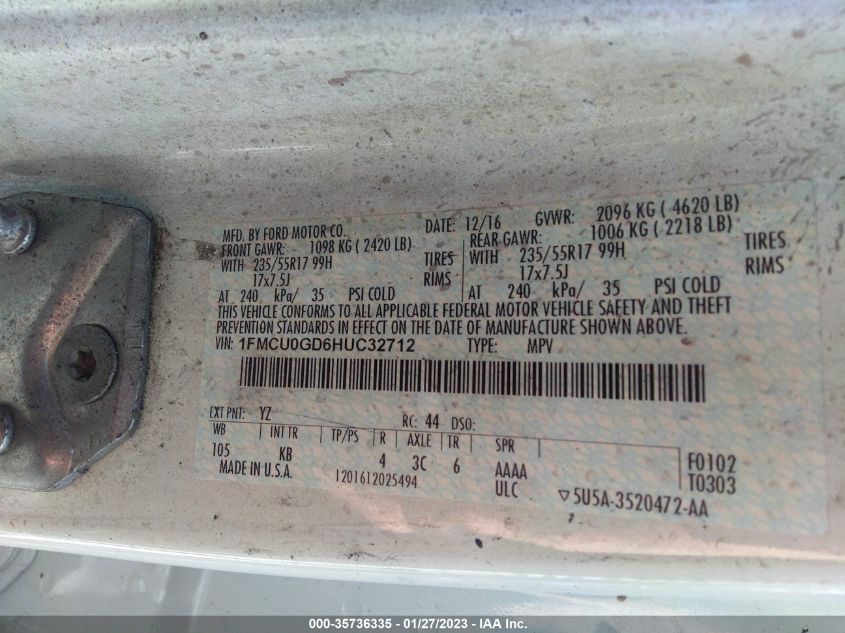 MFD. BY FORD MOTOR CO. DATE: 12/16 GVWR: 2096 KG ( 4620 LB)
FRONT GAWR: 1098 KG ( 2420 LB) REAR GAWR: 1006 KG ( 2218 LB)
WITH 235/55R17 99H TIRES WITH 235/55R17 99H TIRES
17x7.5J RIMS 17x7.5J RIMS
AT 240 kPa/ 35 PSI COLD AT 240 kPa/ 35 PSI COLD
THIS VEHICLE CONFORMS TO ALL APPLICABLE FEDERAL MOTOR VEHICLE SAFETY AND THEFT
PREVENTION STANDARDS IN EFFECT ON THE DATE OF MANUFACTURE SHOWN ABOVE.
VIN: 1FMCU0GD6HUC32712 TYPE: MPV
EXT PNT: YZ RC: 44 DSO:
WB INT TR TP/PS R AXLE TR SPR
105 KB 4 3C 6 AAAA F0102
MADE IN U.S.A. 1201612025494 ULC T0303
▽5U5A-3520472-AA
000-35736335 - 01/27/2023 - IAA Inc.